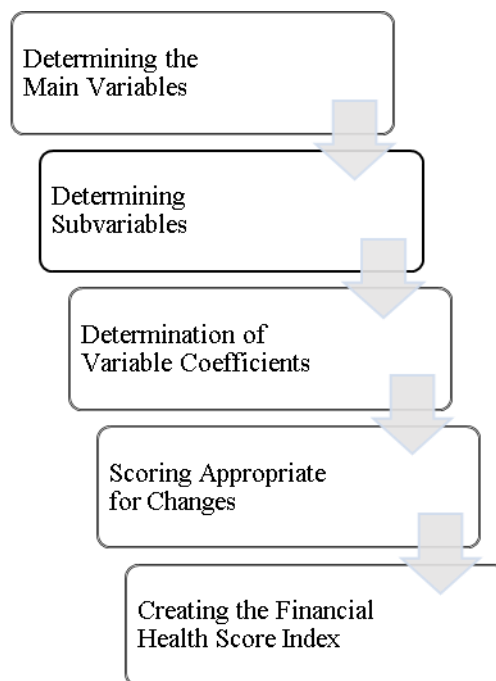 Determining the
Main Variables
Determining
Subvariables
Determination of
Variable Coefficients
Scoring Appropriate
for Changes
Creating the Financial
Health Score Index